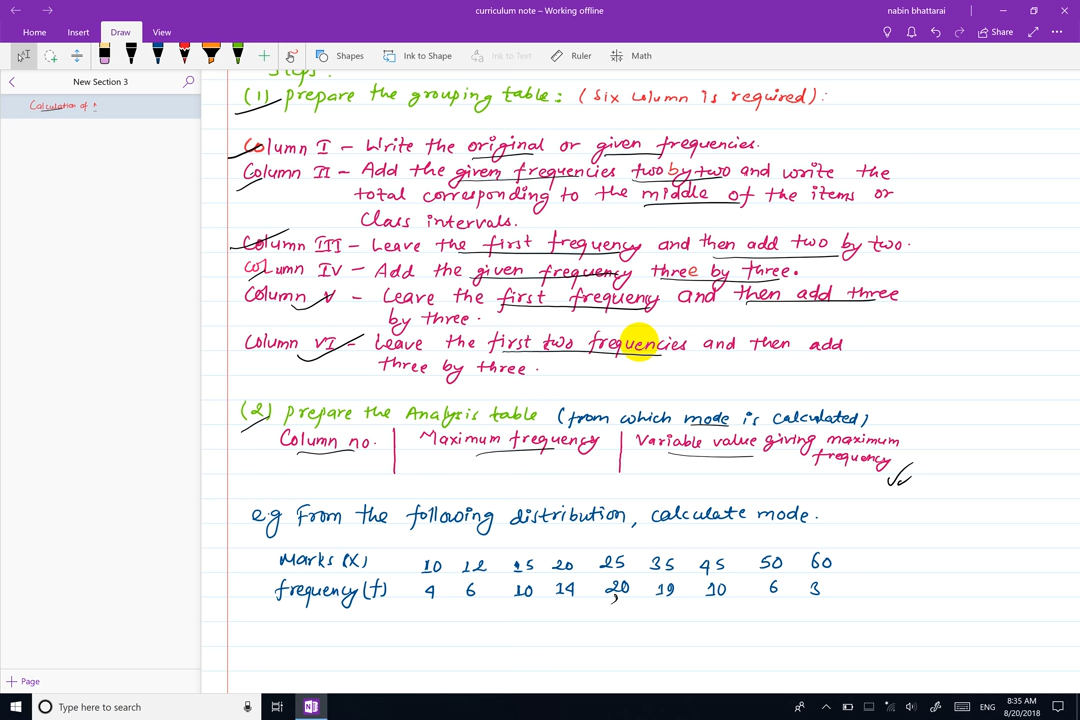 curriculum note – Working offline
nabin bhattarai
Home Insert Draw View
Share
Shapes Ink to Shape Ink to Text Ruler Math
New Section 3
Calculation of
Steps:
(1) Prepare the grouping table: (six column is required):
Column I – Write the original or given frequencies.
Column II – Add the given frequencies two by two and write the
total corresponding to the middle of the items or
Class intervals.
Column III – Leave the first frequency and then add two by two.
Column IV – Add the given frequency three by three.
Column V – Leave the first frequency and then add three
by three.
Column VI – Leave the first two frequencies and then add
three by three.
(2) Prepare the Analysis table (from which mode is calculated)
Column no. Maximum frequency Variable value giving maximum
frequency
e.g From the following distribution, calculate mode.
Marks (X) 10 12 15 20 25 35 45 50 60
frequency (f) 4 6 10 14 20 19 10 6 3
+ Page
Type here to search
ENG
8:35 AM
8/20/2018